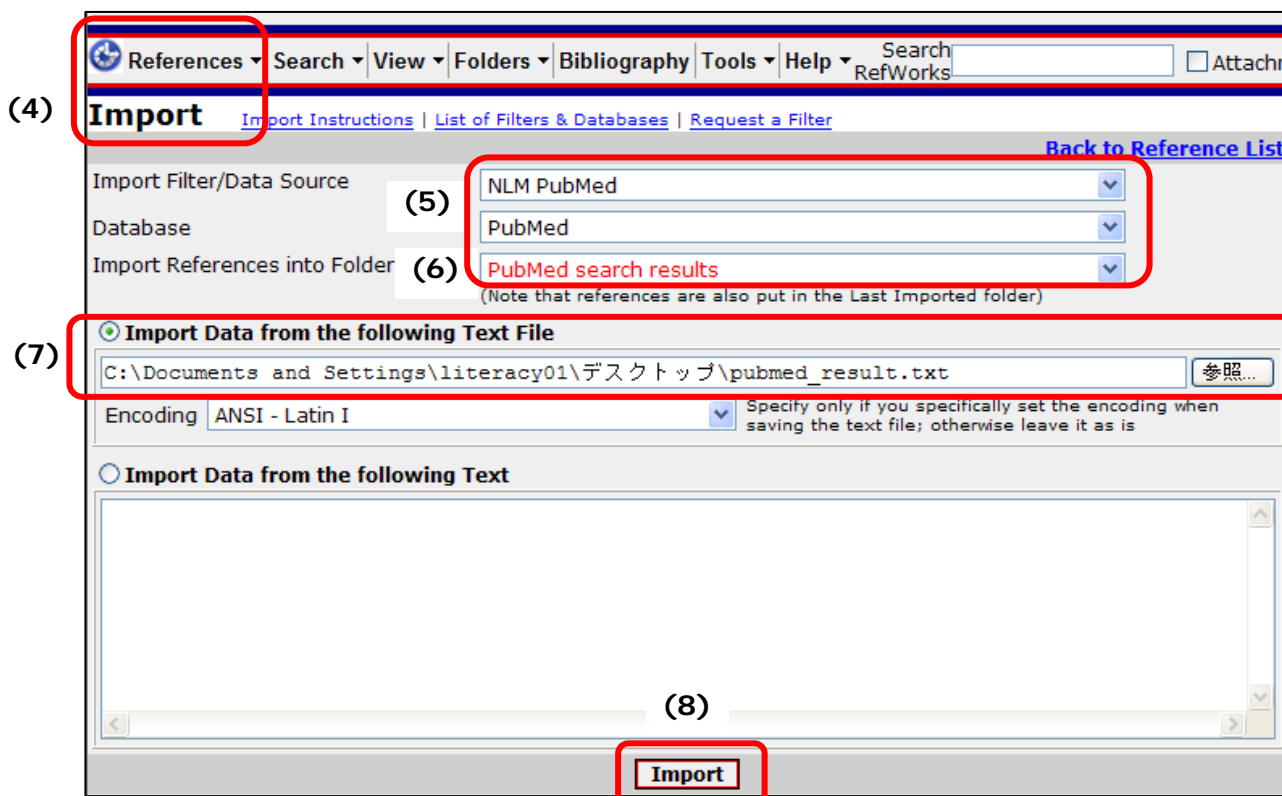 References Search View Folders Bibliography Tools Help Search RefWorks Attachm
(4)
Import Import Instructions | List of Filters & Databases | Request a Filter
Back to Reference List
Import Filter/Data Source (5) NLM PubMed
Database PubMed
Import References into Folder (6) PubMed search results
(Note that references are also put in the Last Imported folder)
(7) Import Data from the following Text File
C:\Documents and Settings\literacy01\デスクトップ\pubmed_result.txt 参照...
Encoding ANSI - Latin I Specify only if you specifically set the encoding when
saving the text file; otherwise leave it as is
Import Data from the following Text
(8)
Import